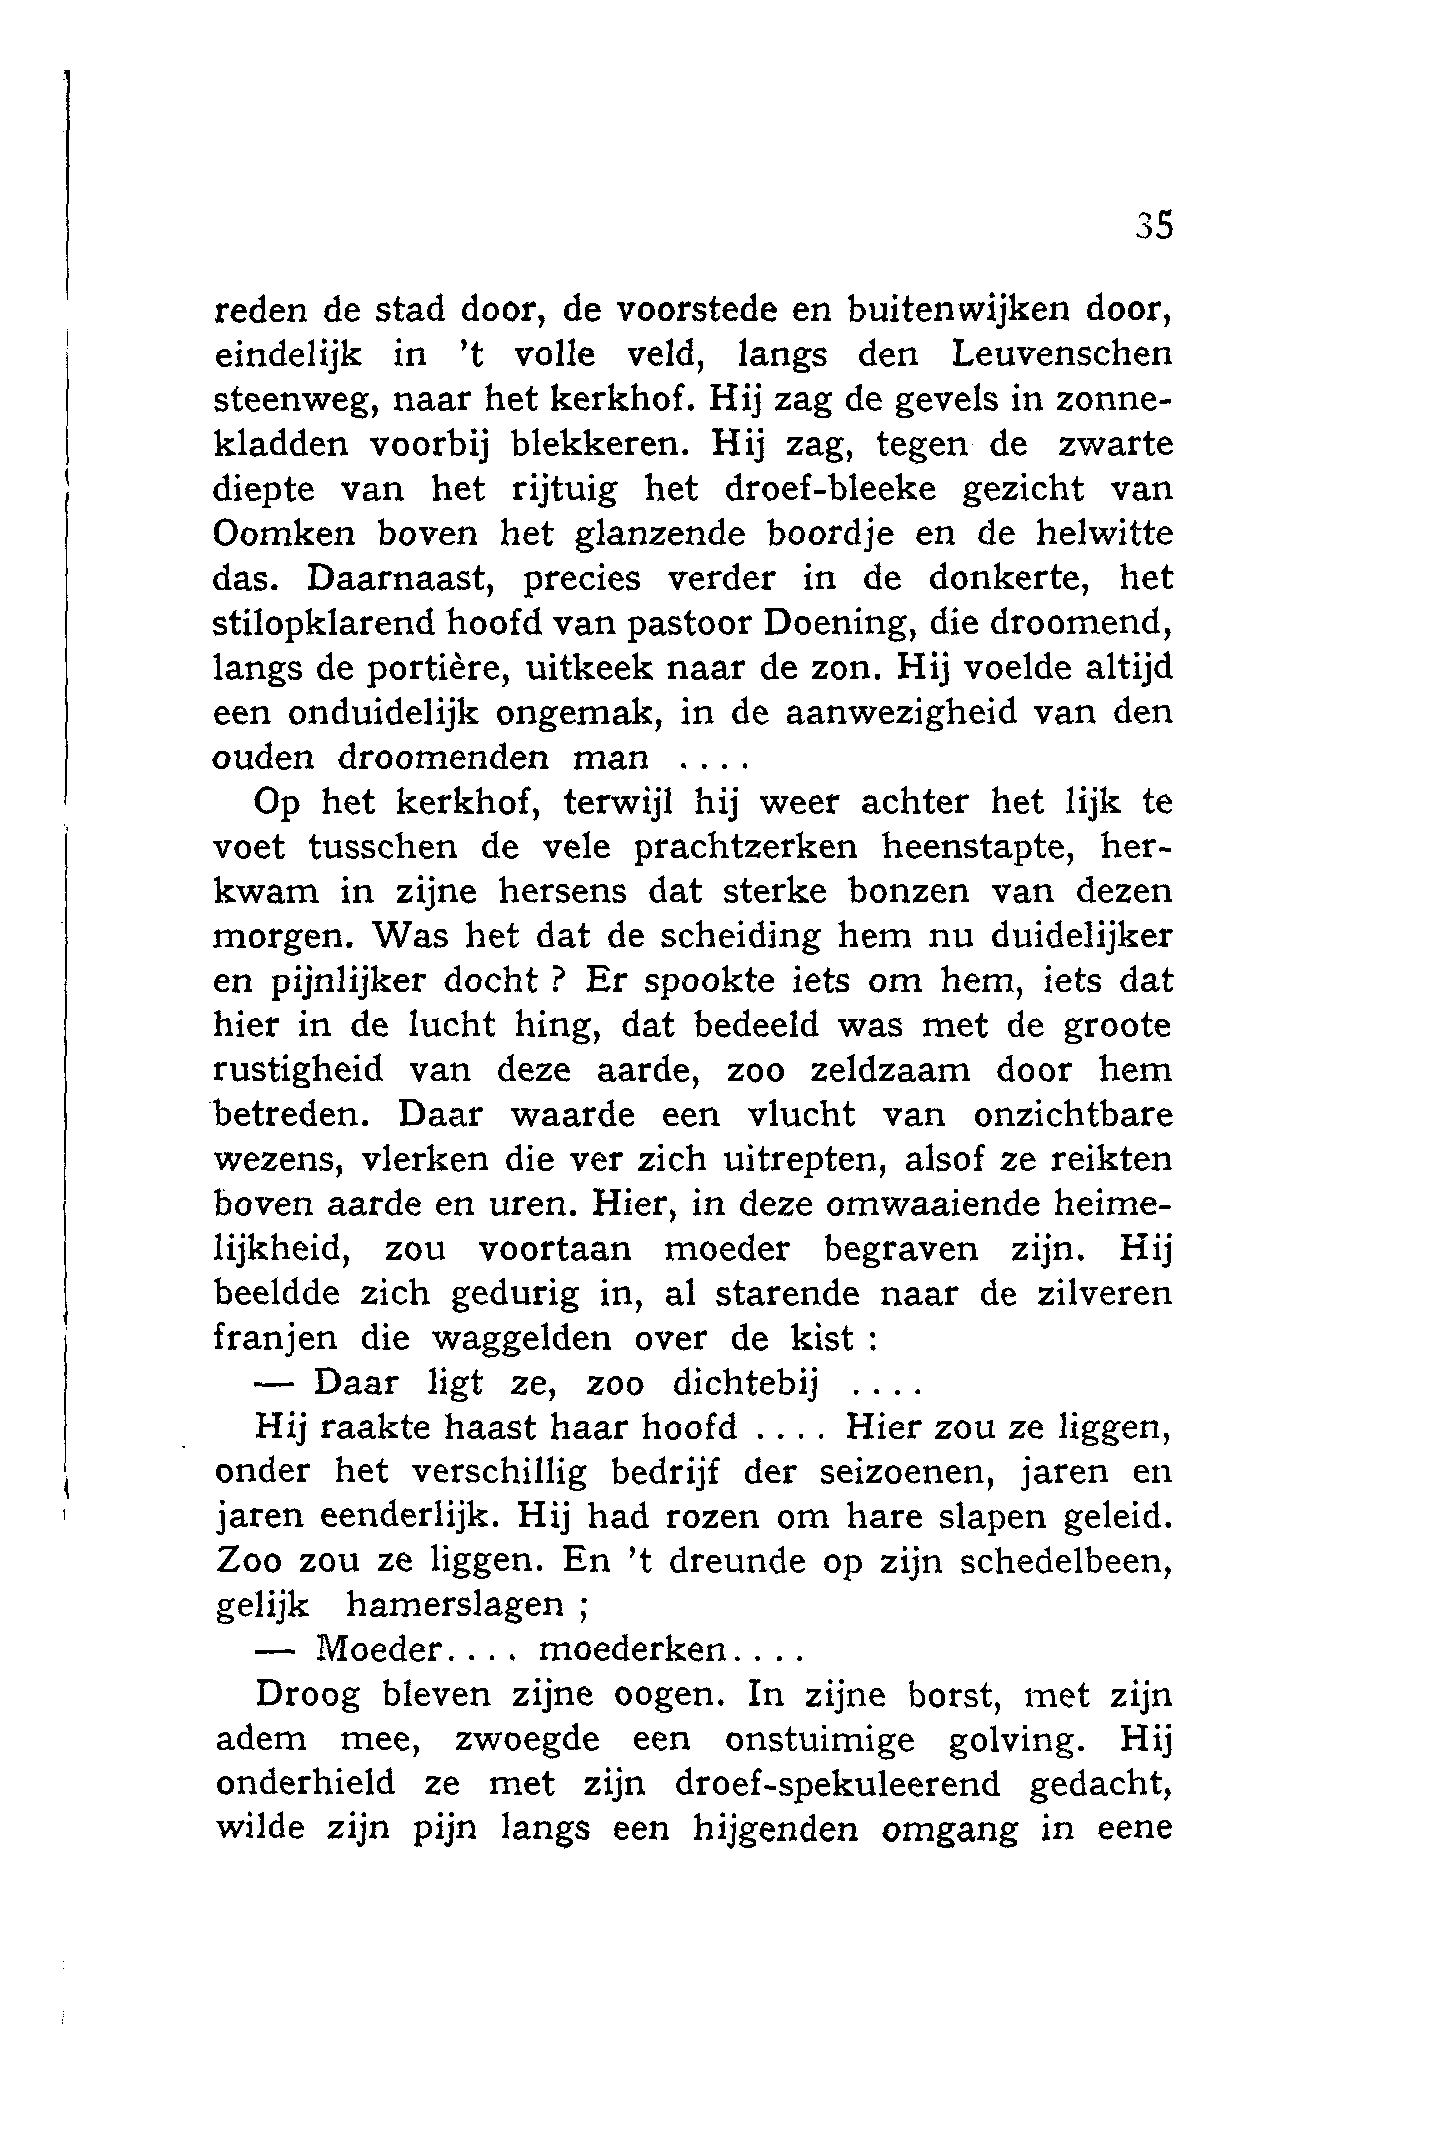 35
reden de stad door, de voorstede en buitenwijken door,
eindelijk in 't volle veld, langs den Leuvenschen
steenweg, naar het kerkhof. Hij zag de gevels in zonne-
kladden voorbij blekkeren. Hij zag, tegen de zwarte
diepte van het rijtuig het droef-bleeke gezicht van
Oomken boven het glanzende boordje en de helwitte
das. Daarnaast, precies verder in de donkerte, het
stilopklarend hoofd van pastoor Doening, die droomend,
langs de portière, uitkeek naar de zon. Hij voelde altijd
een onduidelijk ongemak, in de aanwezigheid van den
ouden droomenden man ....
Op het kerkhof, terwijl hij weer achter het lijk te
voet tusschen de vele prachtzerken heenstapte, her-
kwam in zijne hersens dat sterke bonzen van dezen
morgen. Was het dat de scheiding hem nu duidelijker
en pijnlijker docht ? Er spookte iets om hem, iets dat
hier in de lucht hing, dat bedeeld was met de groote
rustigheid van deze aarde, zoo zeldzaam door hem
betreden. Daar waarde een vlucht van onzichtbare
wezens, vlerken die ver zich uitrepten, alsof ze reikten
boven aarde en uren. Hier, in deze omwaaiende heime-
lijkheid, zou voortaan moeder begraven zijn. Hij
beeldde zich gedurig in, al starende naar de zilveren
franjen die waggelden over de kist :
— Daar ligt ze, zoo dichtebij ....
Hij raakte haast haar hoofd .... Hier zou ze liggen,
onder het verschillig bedrijf der seizoenen, jaren en
jaren eenderlijk. Hij had rozen om hare slapen geleid.
Zoo zou ze liggen. En 't dreunde op zijn schedelbeen,
gelijk hamerslagen ;
— Moeder.... moederken....
Droog bleven zijne oogen. In zijne borst, met zijn
adem mee, zwoegde een onstuimige golving. Hij
onderhield ze met zijn droef-spekuleerend gedacht,
wilde zijn pijn langs een hijgenden omgang in eene